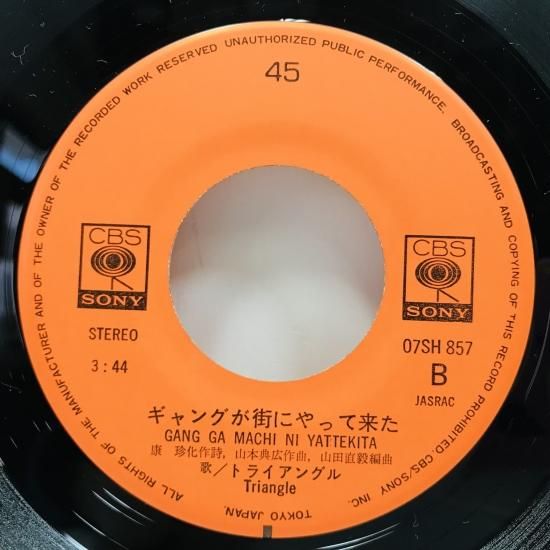 ALL RIGHTS OF THE MANUFACTURER AND OF THE OWNER OF THE RECORDED WORK RESERVED UNAUTHORIZED PUBLIC PERFORMANCE. BROADCASTING AND COPYING OF THIS RECORD PROHIBITED:CBS/SONY INC. TOKYO JAPAN.
45
CBS
SONY
CBS
SONY
STEREO
07SH 857
3:44
B
JASRAC
ギャングが街にやって来た
GANG GA MACHI NI YATTEKITA
康 珍化作詩, 山本典広作曲, 山田直毅編曲
歌/トライアングル
Triangle